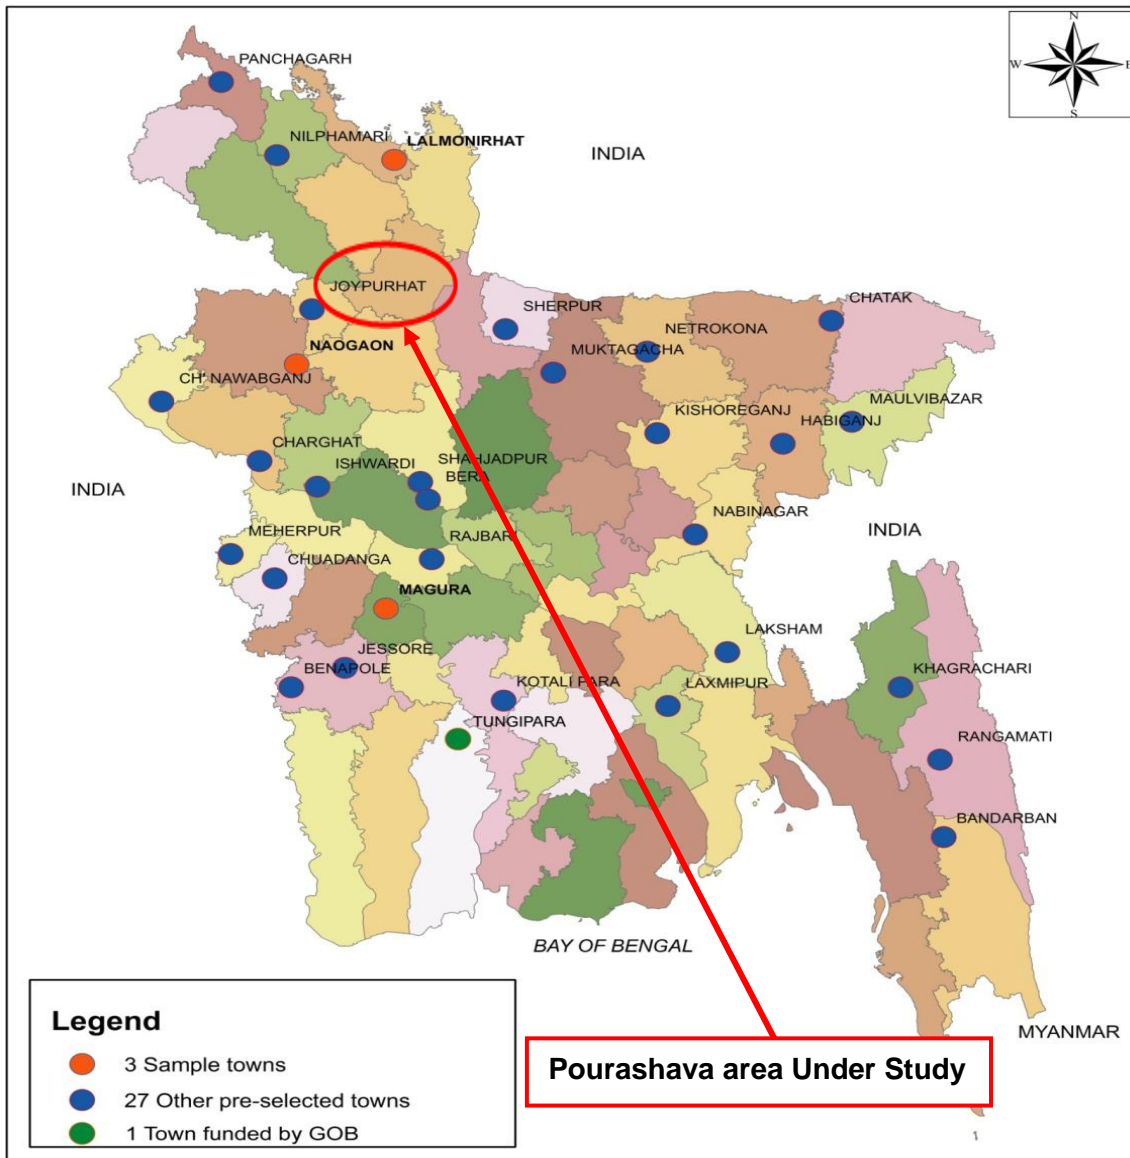 N
W E
S
PANCHAGARH
NILPHAMARI
LALMONIRHAT
INDIA
JOYPURHAT
SHERPUR
CHATAK
NETROKONA
NAOGAON
MUKTAGACHA
CH' NAWABGANJ
MAULVIBAZAR
KISHOREGANJ
HABIGANJ
CHARGHAT
SHAHJADPUR
ISHWARDI
BERA
INDIA
NABINAGAR
INDIA
MEHERPUR
RAJBARI
CHUADANGA
MAGURA
LAKSHAM
JESSORE
BENAPOLE
KHAGRACHARI
KOTALI PARA
LAXMIPUR
TUNGIPARA
RANGAMATI
BANDARBAN
BAY OF BENGAL
MYANMAR
Legend
3 Sample towns
27 Other pre-selected towns
1 Town funded by GOB
Pourashava area Under Study
1